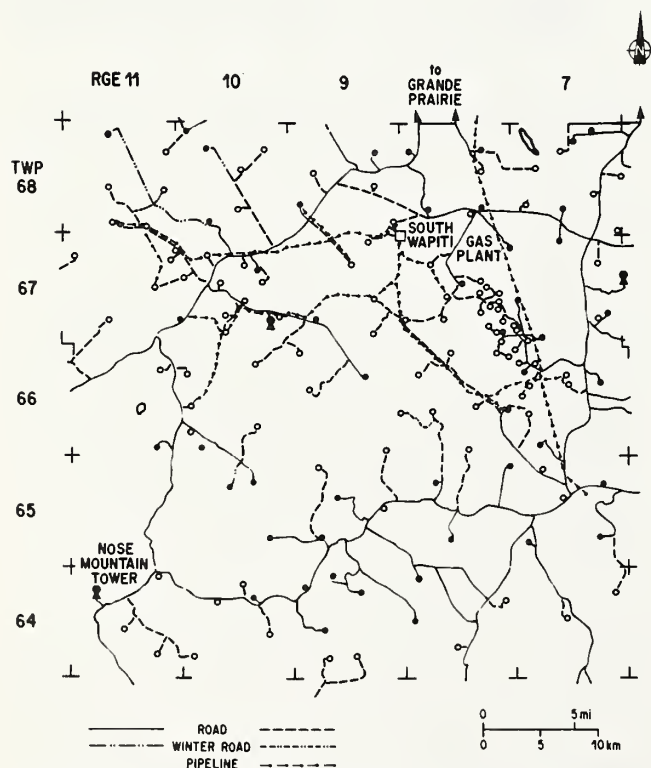 N
RGE 11 10 9 to 7
GRANDE
PRAIRIE
TWP
68
SOUTH
WAPITI
GAS
PLANT
67
66
65
NOSE
MOUNTAIN
TOWER
64
ROAD
WINTER ROAD
PIPELINE
0 5 mi
0 5 10 km